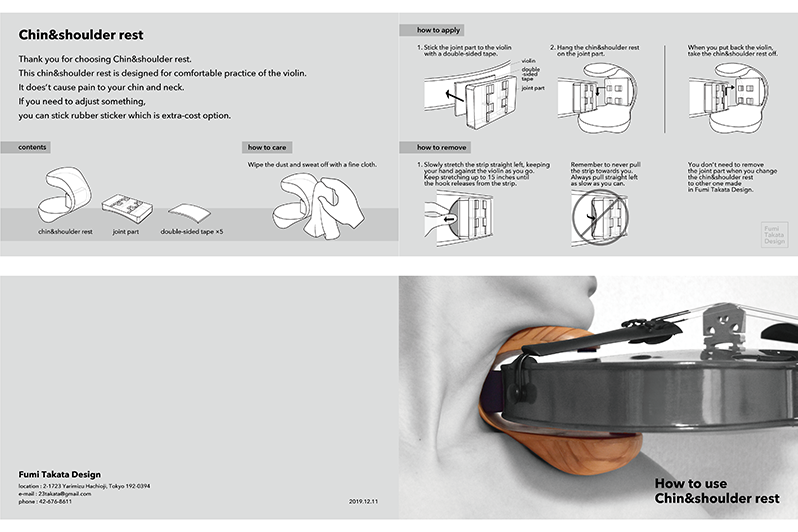 Chin&shoulder rest
Thank you for choosing Chin&shoulder rest.
This chin&shoulder rest is designed for comfortable practice of the violin.
It does't cause pain to your chin and neck.
If you need to adjust something,
you can stick rubber sticker which is extra-cost option.
contents
chin&shoulder rest
joint part
double-sided tape ×5
how to care
Wipe the dust and sweat off with a fine cloth.
how to apply
1. Stick the joint part to the violin
with a double-sided tape.
violin
double
-sided
tape
joint part
2. Hang the chin&shoulder rest
on the joint part.
When you put back the violin,
take the chin&shoulder rest off.
how to remove
1. Slowly stretch the strip straight left, keeping
your hand against the violin as you go.
Keep stretching up to 15 inches until
the hook releases from the strip.
Remember to never pull
the strip towards you.
Always pull straight left
as slow as you can.
You don't need to remove
the joint part when you change
the chin&shoulder rest
to other one made
in Fumi Takata Design.
Fumi
Takata
Design
Fumi Takata Design
location : 2-1723 Yarimizu Hachioji, Tokyo 192-0394
e-mail : 23takata@gmail.com
phone : 42-676-8611
2019.12.11
How to use
Chin&shoulder rest